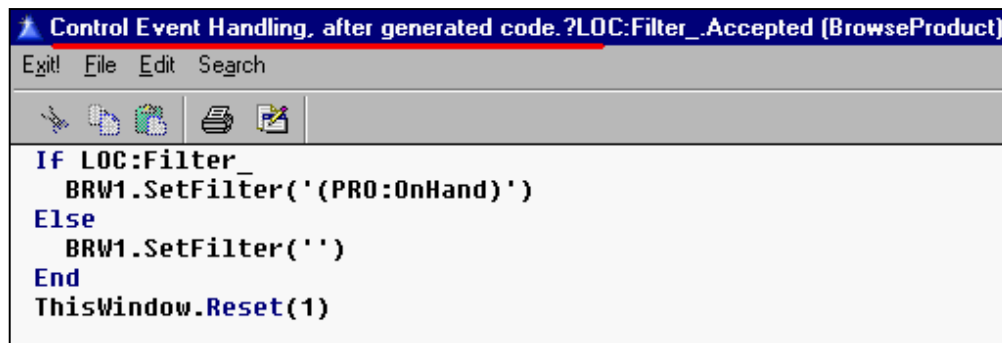 Control Event Handling, after generated code.?LOC:Filter_.Accepted (BrowseProduct)
Exit! File Edit Search
If LOC:Filter_
BRW1.SetFilter('(PRO:OnHand)')
Else
BRW1.SetFilter('')
End
ThisWindow.Reset(1)